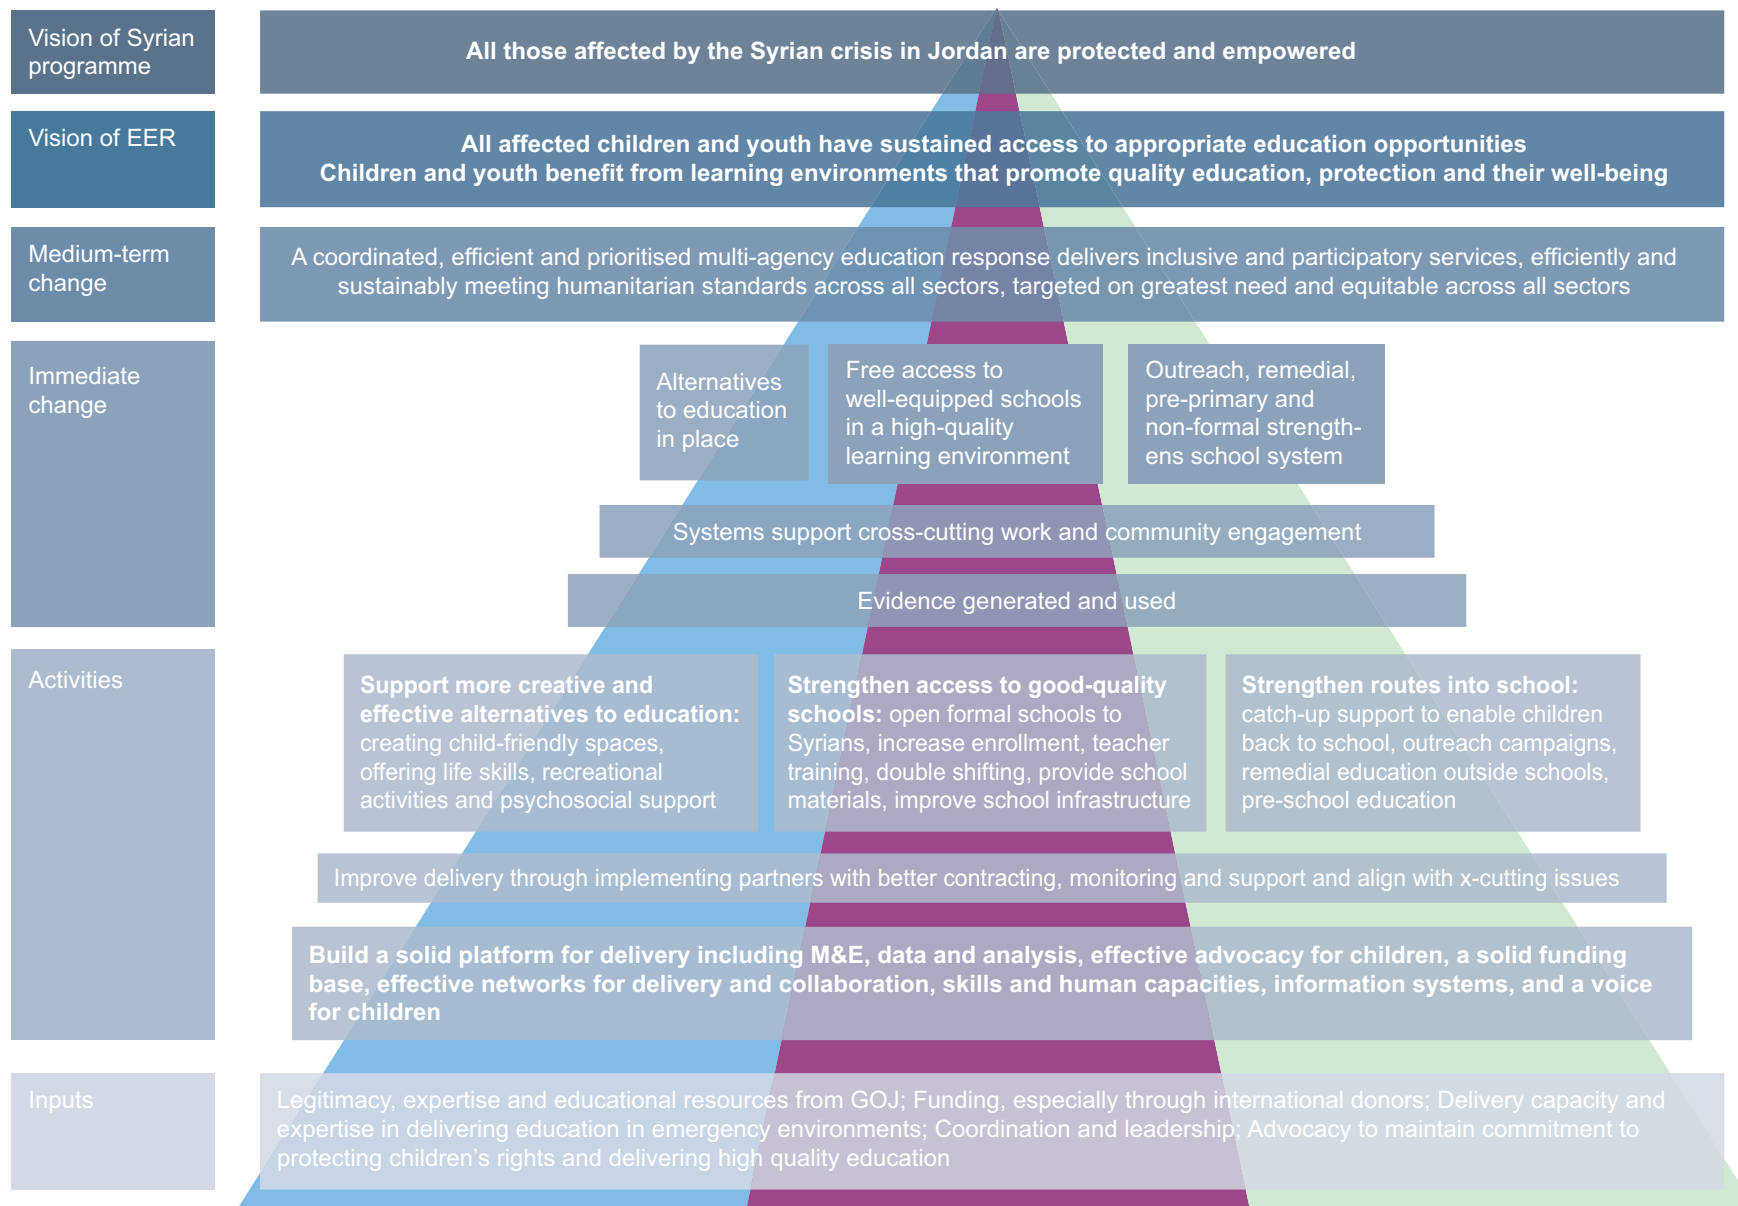 Vision of Syrian
programme
All those affected by the Syrian crisis in Jordan are protected and empowered
Vision of EER
All affected children and youth have sustained access to appropriate education opportunities
Children and youth benefit from learning environments that promote quality education, protection and their well-being
Medium-term
change
A coordinated, efficient and prioritised multi-agency education response delivers inclusive and participatory services, efficiently and
sustainably meeting humanitarian standards across all sectors, targeted on greatest need and equitable across all sectors
Immediate
change
Alternatives
to education
in place
Free access to
well-equipped schools
in a high-quality
learning environment
Outreach, remedial,
pre-primary and
non-formal strength-
ens school system
Systems support cross-cutting work and community engagement
Evidence generated and used
Activities
Support more creative and
effective alternatives to education:
creating child-friendly spaces,
offering life skills, recreational
activities and psychosocial support
Strengthen access to good-quality
schools: open formal schools to
Syrians, increase enrollment, teacher
training, double shifting, provide school
materials, improve school infrastructure
Strengthen routes into school:
catch-up support to enable children
back to school, outreach campaigns,
remedial education outside schools,
pre-school education
Improve delivery through implementing partners with better contracting, monitoring and support and align with x-cutting issues
Build a solid platform for delivery including M&E, data and analysis, effective advocacy for children, a solid funding
base, effective networks for delivery and collaboration, skills and human capacities, information systems, and a voice
for children
Inputs
Legitimacy, expertise and educational resources from GOJ; Funding, especially through international donors; Delivery capacity and
expertise in delivering education in emergency environments; Coordination and leadership; Advocacy to maintain commitment to
protecting children’s rights and delivering high quality education